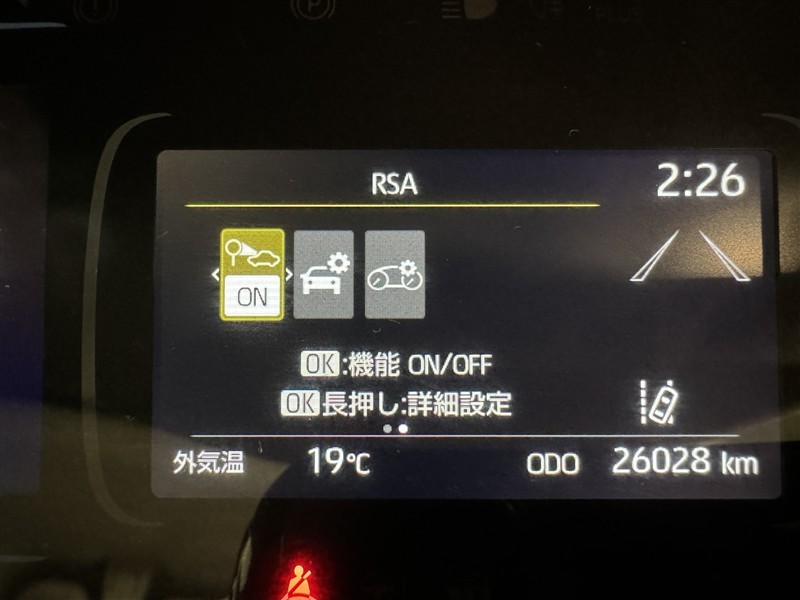 RSA
2:26
ON
OK:機能 ON/OFF
OK長押し:詳細設定
外気温 19℃ ODO 26028 km